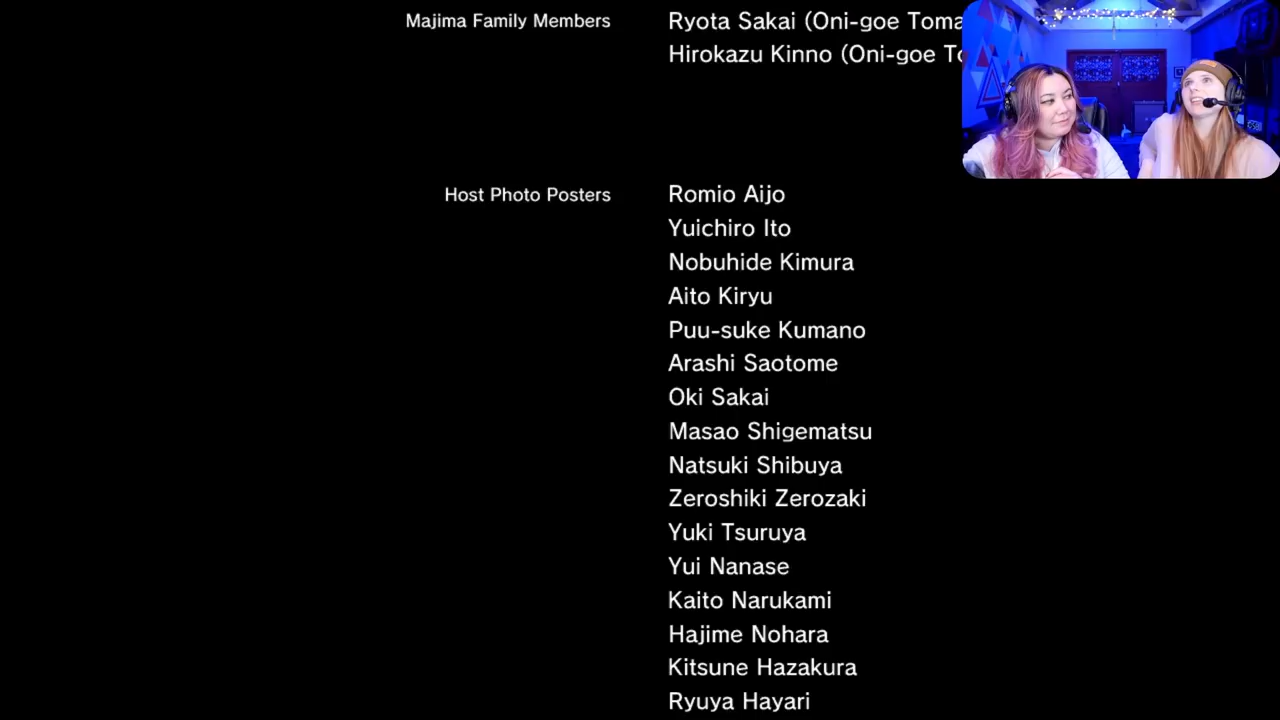 Majima Family Members Ryota Sakai (Oni-goe Toma
Hirokazu Kinno (Oni-goe To
Host Photo Posters Romio Aijo
Yuichiro Ito
Nobuhide Kimura
Aito Kiryu
Puu-suke Kumano
Arashi Saotome
Oki Sakai
Masao Shigematsu
Natsuki Shibuya
Zeroshiki Zerozaki
Yuki Tsuruya
Yui Nanase
Kaito Narukami
Hajime Nohara
Kitsune Hazakura
Ryuya Hayari